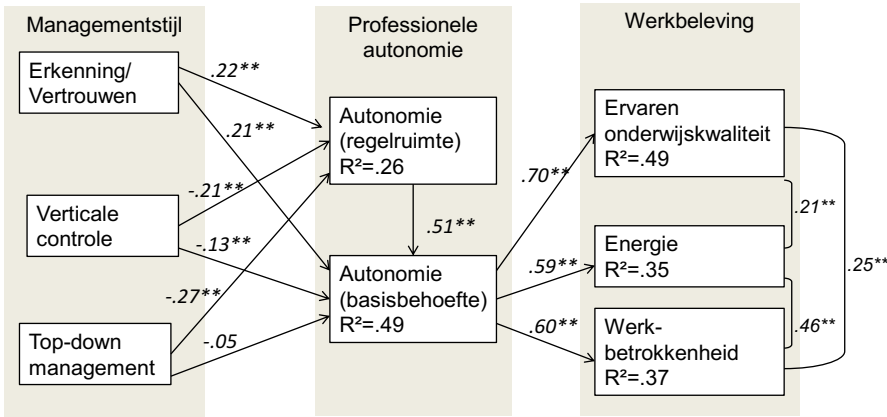 Managementstijl
Erkenning/
Vertrouwen
Verticale
controle
Top-down
management
.22**
.21**
-.21**
-.13**
-.27**
-.05
Professionele
autonomie
Autonomie
(regelruimte)
R²=.26
.51**
Autonomie
(basisbehoefte)
R²=.49
.70**
.59**
.60**
Werkbeleving
Ervaren
onderwijskwaliteit
R²=.49
Energie
R²=.35
Werk-
betrokkenheid
R²=.37
.21**
.25**
.46**